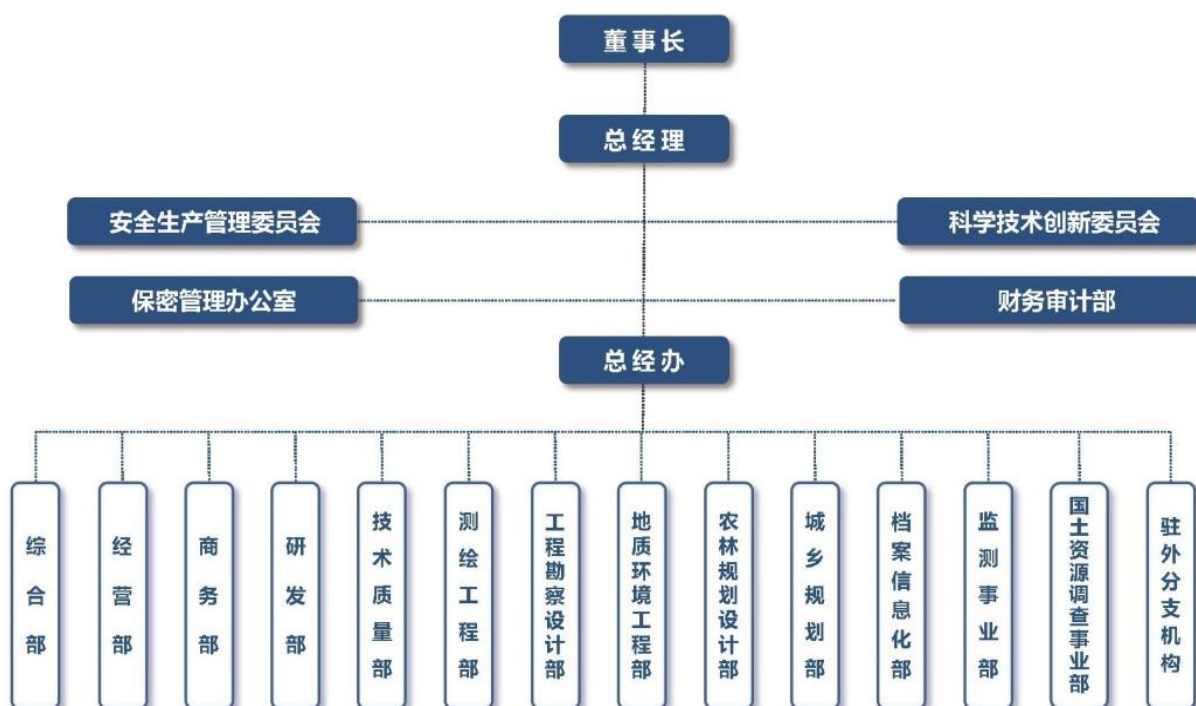 董事长
总经理
安全生产管理委员会
科学技术创新委员会
保密管理办公室
财务审计部
总经办
综合部
经营部
商务部
研发部
技术质量部
测绘工程部
工程勘察设计部
地质环境工程部
农林规划设计部
城乡规划部
档案信息化部
监测事业部
国土资源调查事业部
驻外分支机构